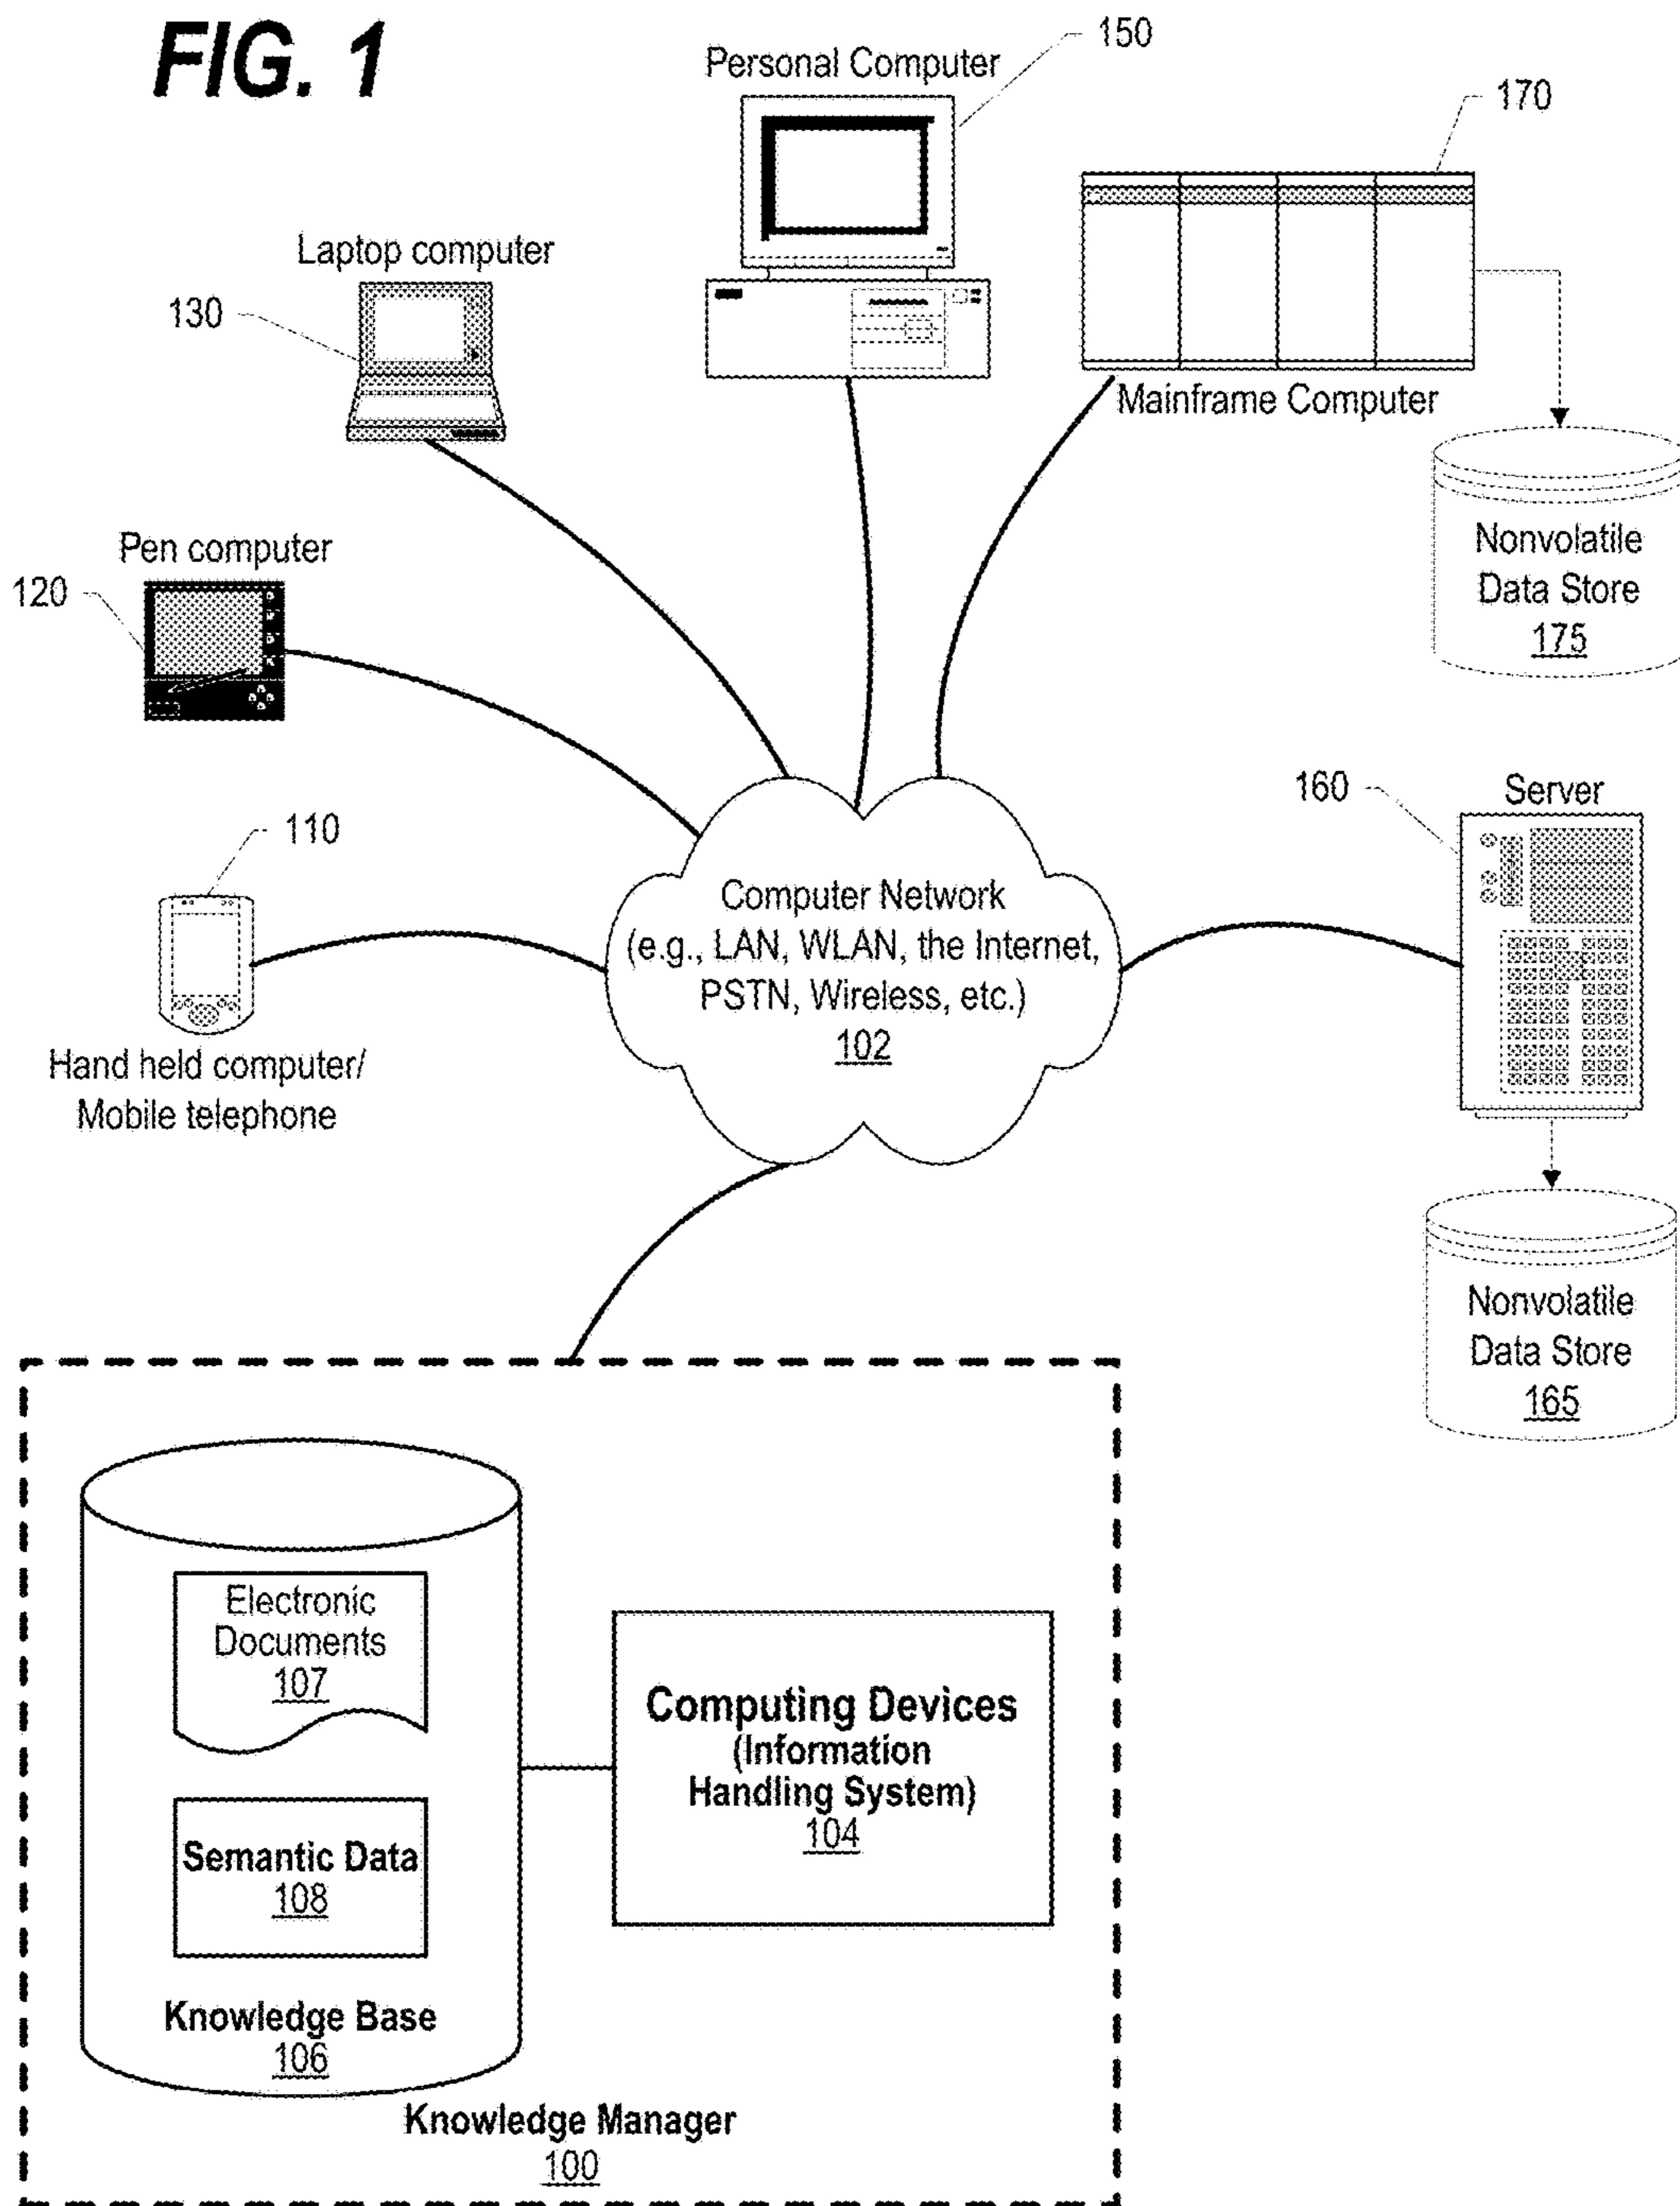 FIG. 1
Personal Computer
150
170
Laptop computer
130
Mainframe Computer
Nonvolatile
Data Store
175
Pen computer
120
160
Server
110
Computer Network
(e.g., LAN, WLAN, the Internet,
PSTN, Wireless, etc.)
102
Hand held computer/
Mobile telephone
Nonvolatile
Data Store
165
Electronic
Documents
107
Semantic Data
108
Knowledge Base
106
Computing Devices
(Information
Handling System)
104
Knowledge Manager
100